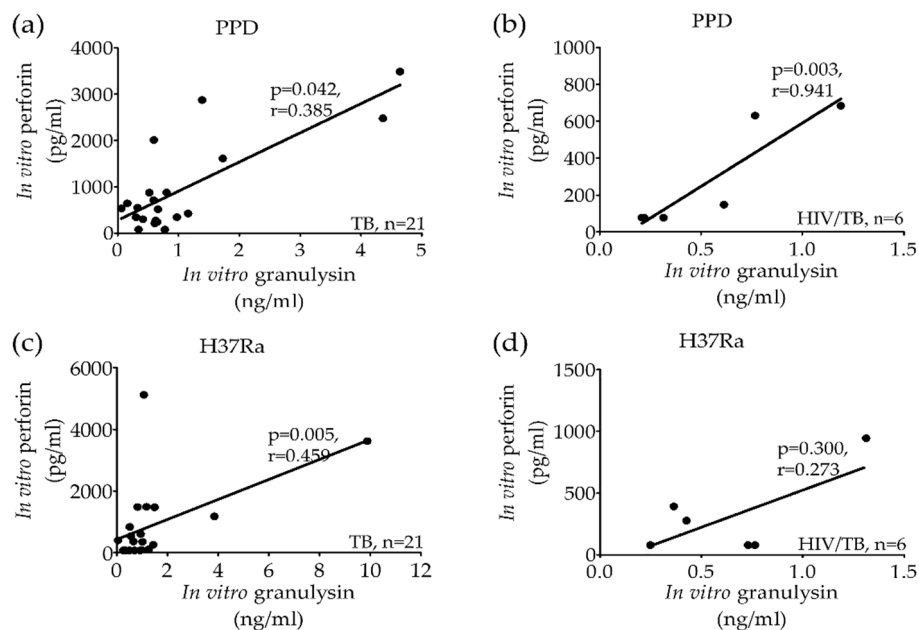 (a)
PPD
4000
3000
2000
1000
0
In vitro perforin
(pg/ml)
p=0.042,
r=0.385
TB, n=21
0 1 2 3 4 5
In vitro granulysin
(ng/ml)
(b)
PPD
1000
800
600
400
200
0
In vitro perforin
(pg/ml)
p=0.003,
r=0.941
HIV/TB, n=6
0.0 0.5 1.0 1.5
In vitro granulysin
(ng/ml)
(c)
H37Ra
6000
4000
2000
0
In vitro perforin
(pg/ml)
p=0.005,
r=0.459
TB, n=21
0 2 4 6 8 10 12
In vitro granulysin
(ng/ml)
(d)
H37Ra
1500
1000
500
0
In vitro perforin
(pg/ml)
p=0.300,
r=0.273
HIV/TB, n=6
0.0 0.5 1.0 1.5
In vitro granulysin
(ng/ml)